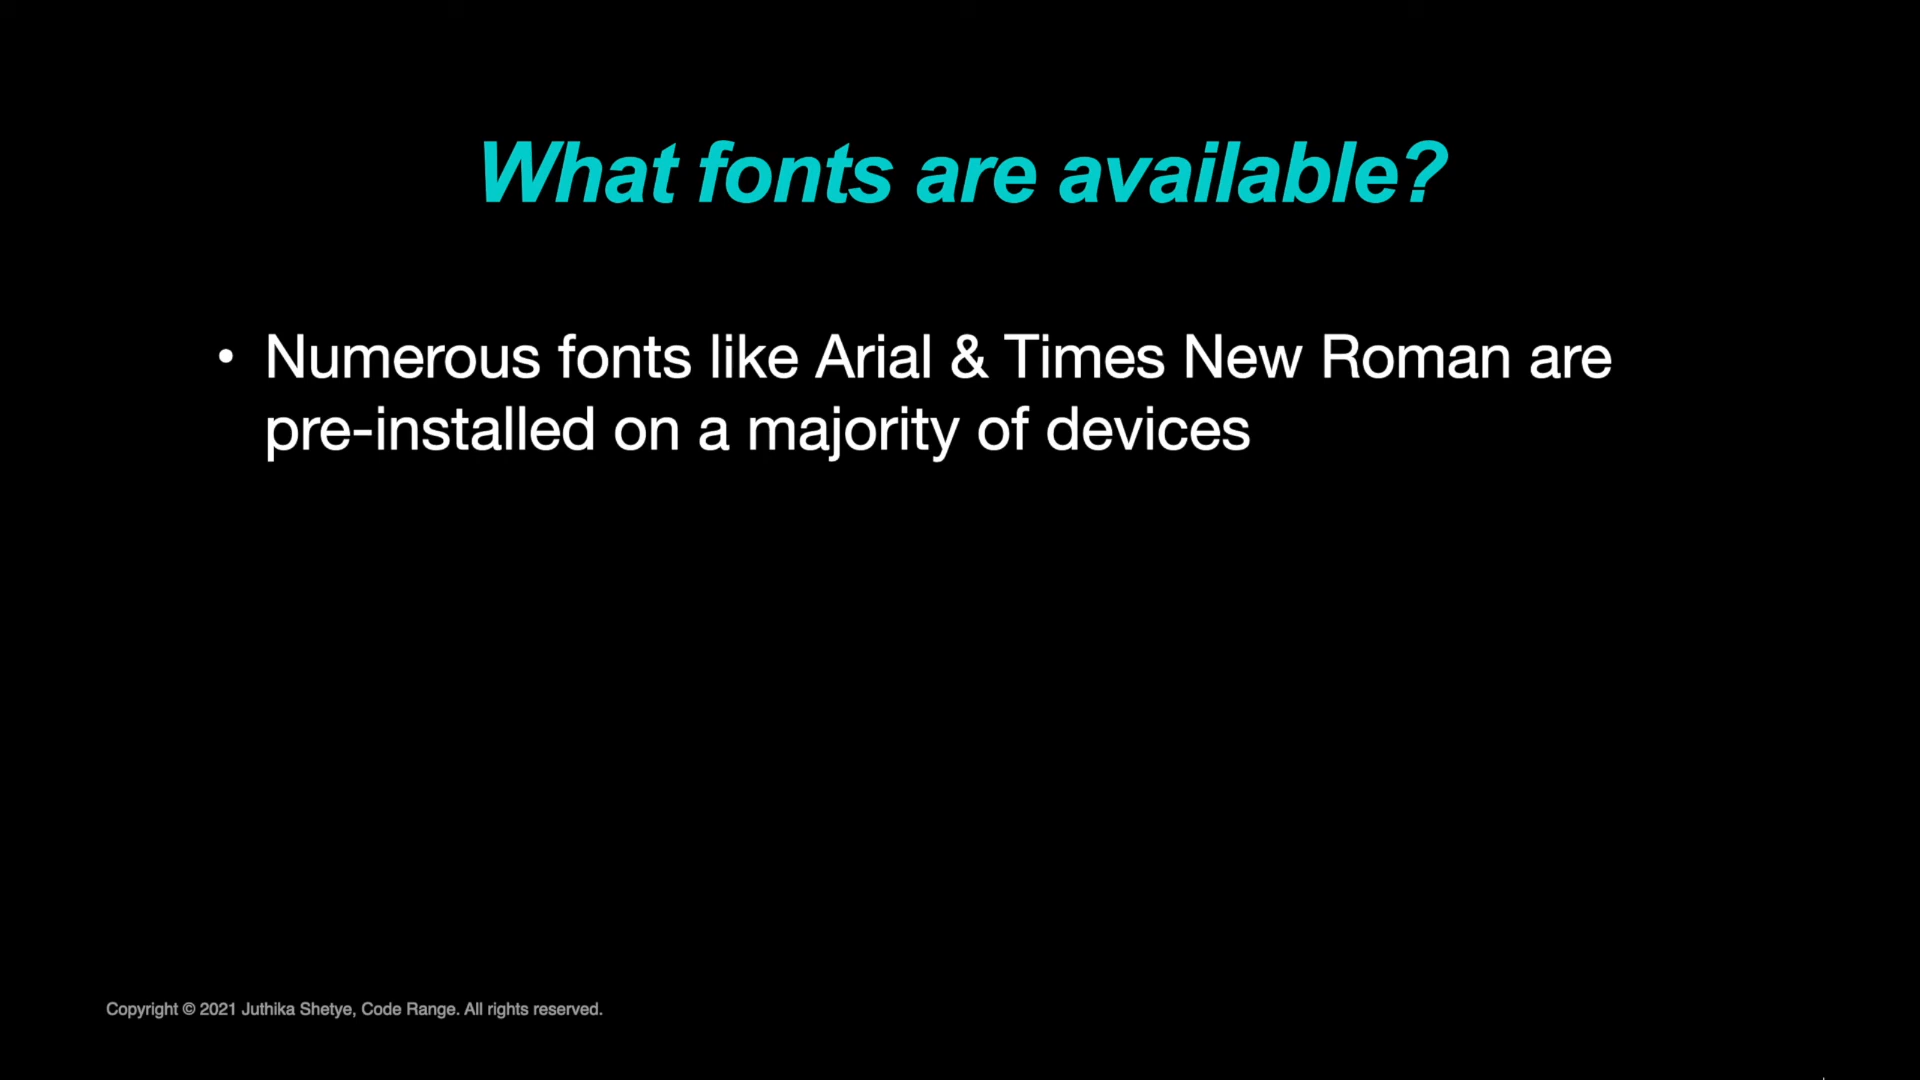 What fonts are available?
• Numerous fonts like Arial & Times New Roman are
pre-installed on a majority of devices
Copyright © 2021 Juthika Shetye, Code Range. All rights reserved.